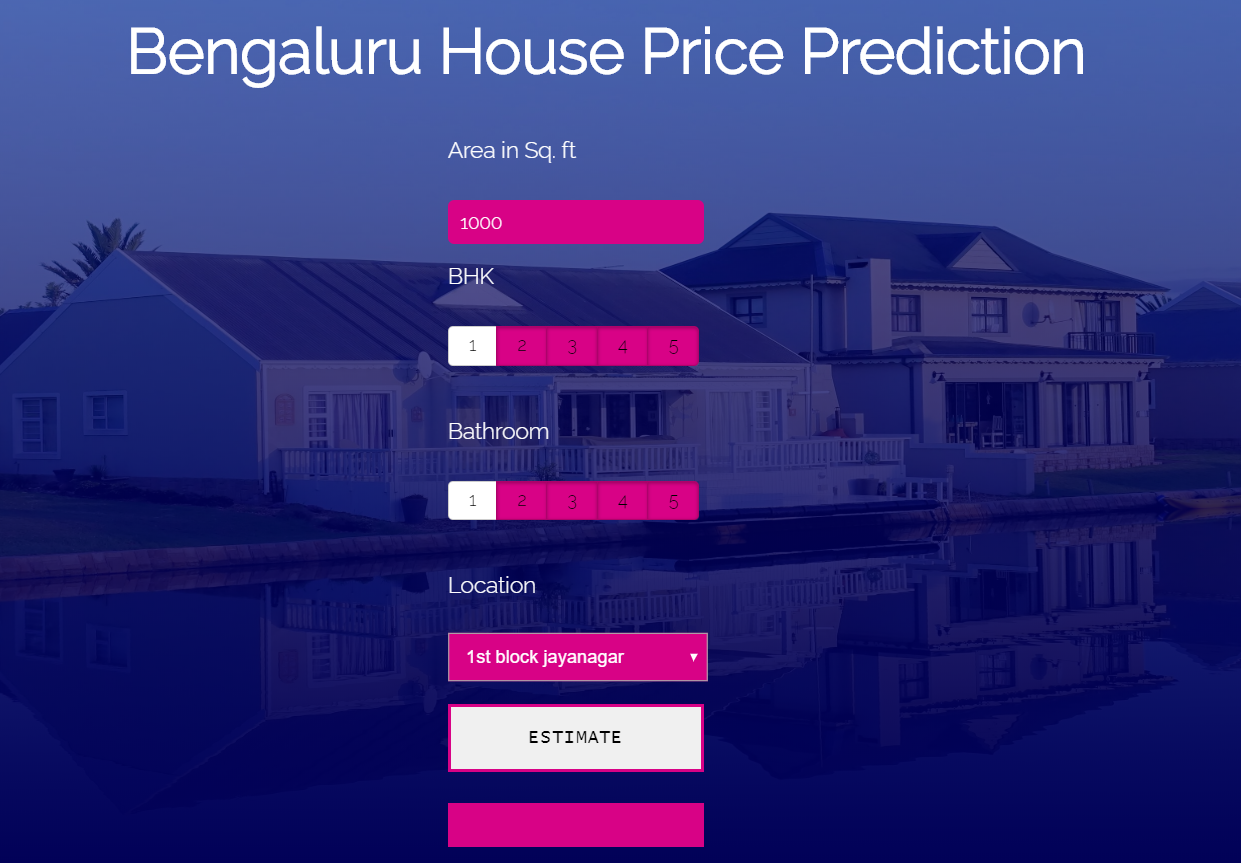 Bengaluru House Price Prediction
Area in Sq. ft
1000
BHK
1 2 3 4 5
Bathroom
1 2 3 4 5
Location
1st block jayanagar
ESTIMATE